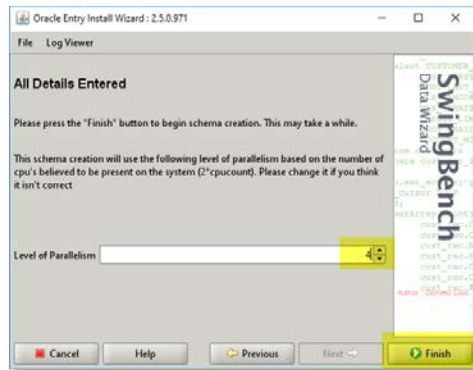 Oracle Entry Install Wizard : 2.5.0.971
File Log Viewer
All Details Entered
Please press the "Finish" button to begin schema creation. This may take a while.
This schema creation will use the following level of parallelism based on the number of
cpu's believed to be present on the system (2*cpucount). Please change it if you think
it isn't correct
Level of Parallelism 4
SwingBench
Data Wizard
Cancel Help Previous Next Finish